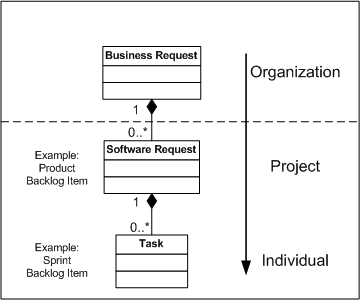 Business Request
Organization
1
0..*
Software Request
Example:
Product
Backlog Item
Project
1
0..*
Task
Example:
Sprint
Backlog Item
Individual